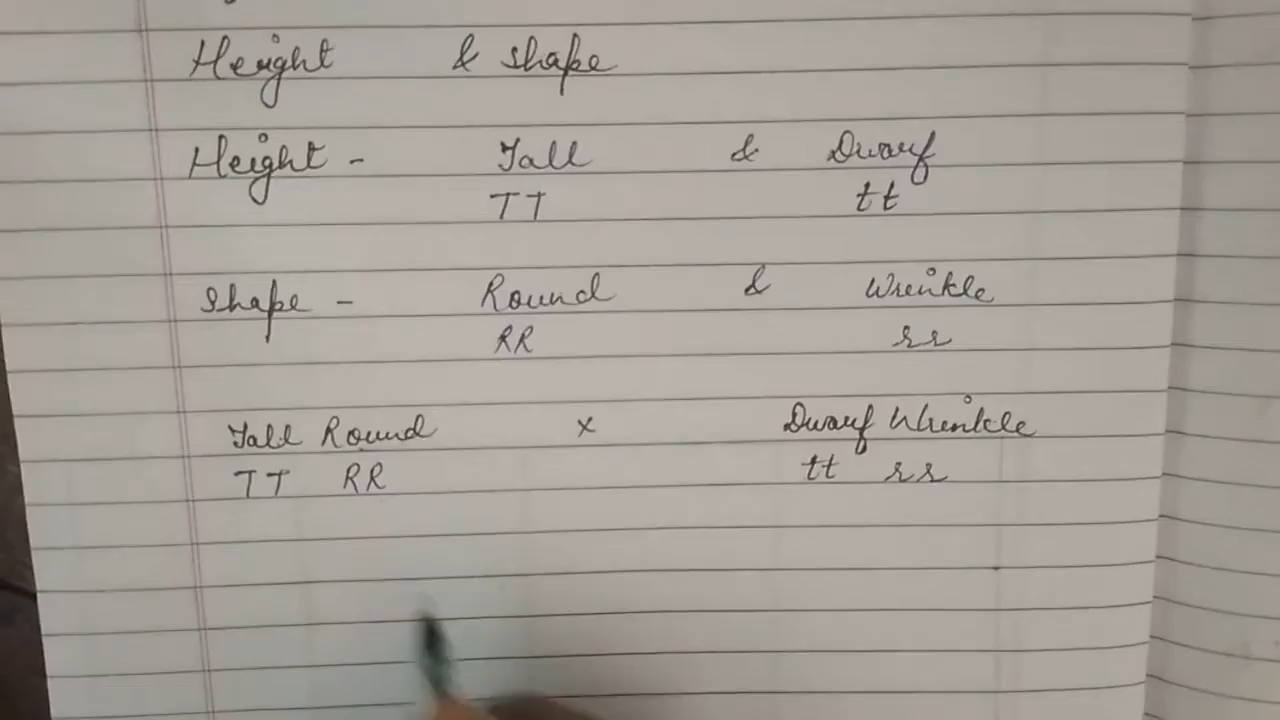 Height & shape
Height - Tall & Dwarf
TT tt
Shape - Round & Wrinkle
RR rr
Tall Round x Dwarf Wrinkle
TT RR tt rr